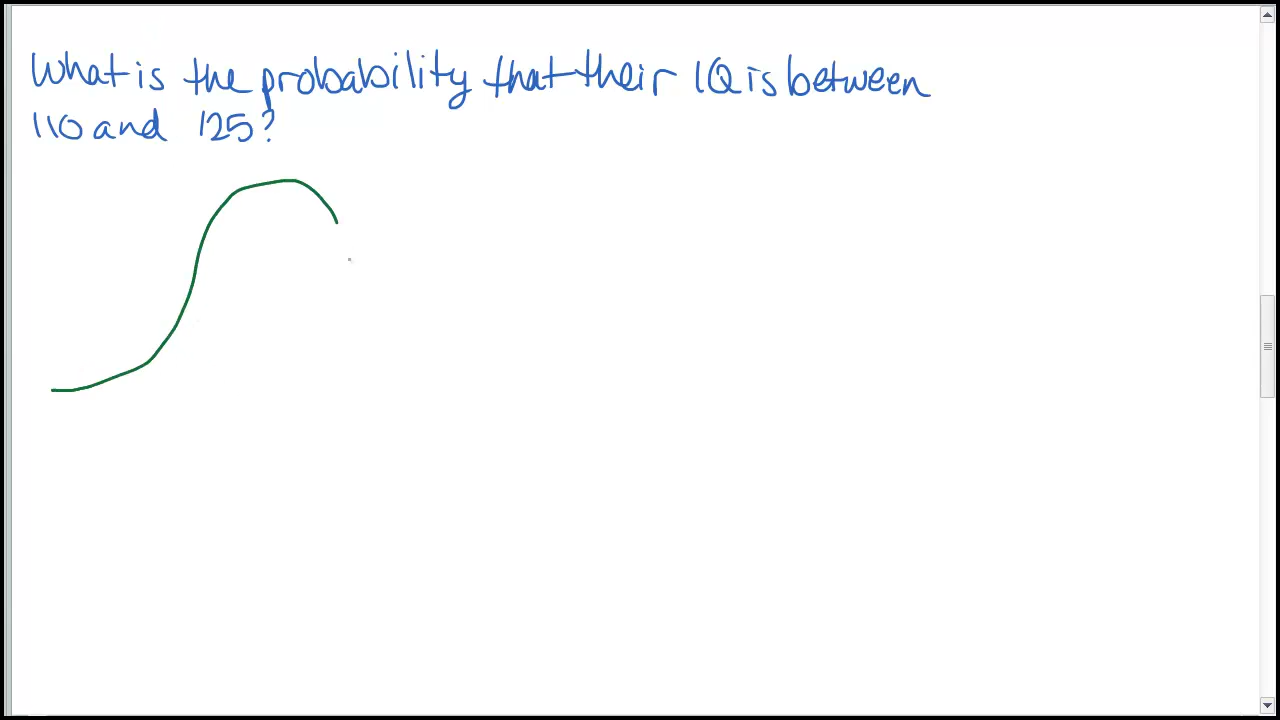 What is the probability that their IQ is between
110 and 125?